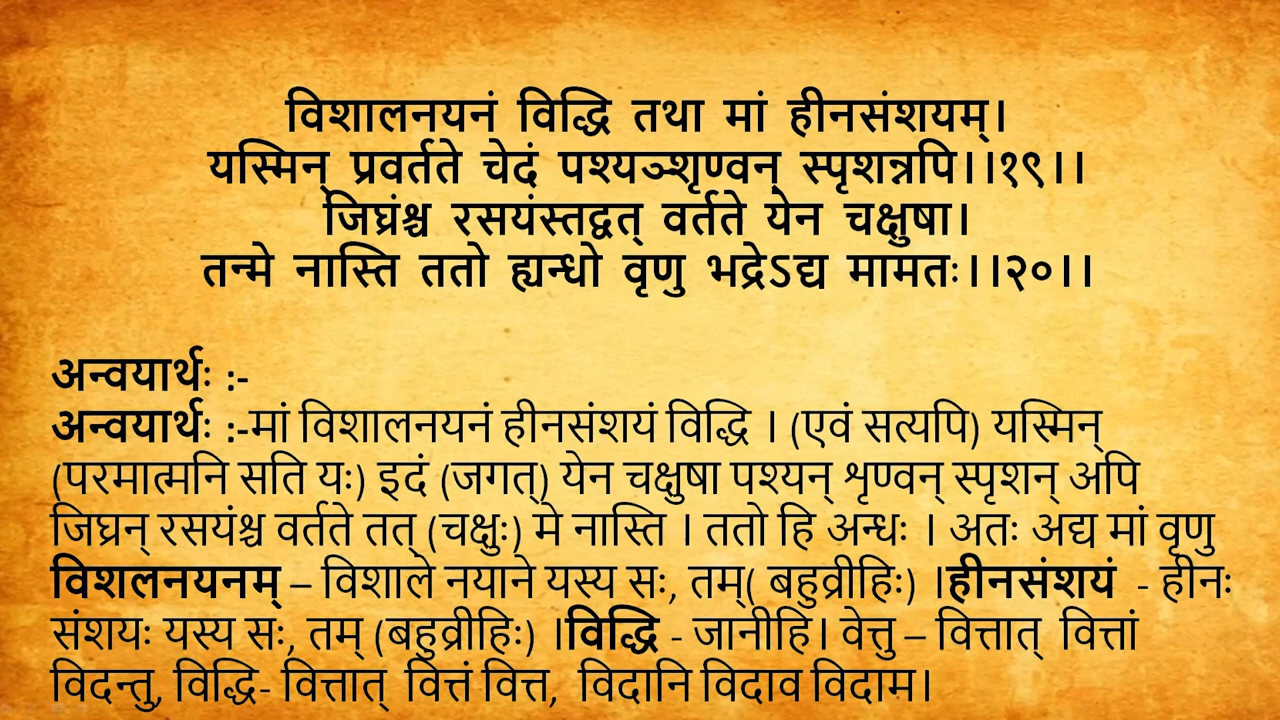 विशालनयनं विद्धि तथा मां हीनसंशयम्।
यस्मिन् प्रवर्तते चेदं पश्यञ्शृण्वन् स्पृशन्नपि।।१९।।
जिघ्रंश्च रसयंस्तद्वत् वर्तते येन चक्षुषा।
तन्मे नास्ति ततो ह्यन्धो वृणु भद्रेऽद्य मामतः।।२०।।
अन्वयार्थः :-
अन्वयार्थः :-मां विशालनयनं हीनसंशयं विद्धि । (एवं सत्यपि) यस्मिन्
(परमात्मनि सति यः) इदं (जगत्) येन चक्षुषा पश्यन् शृण्वन् स्पृशन् अपि
जिघ्रन् रसयंश्च वर्तते तत् (चक्षुः) मे नास्ति । ततो हि अन्धः । अतः अद्य मां वृणु
विशलनयनम् – विशाले नयाने यस्य सः, तम्( बहुव्रीहिः) ।हीनसंशयं - हीनः
संशयः यस्य सः, तम् (बहुव्रीहिः) ।विद्धि - जानीहि। वेत्तु – वित्तात् वित्तां
विदन्तु, विद्धि- वित्तात् वित्तं वित्त, विदानि विदाव विदाम।